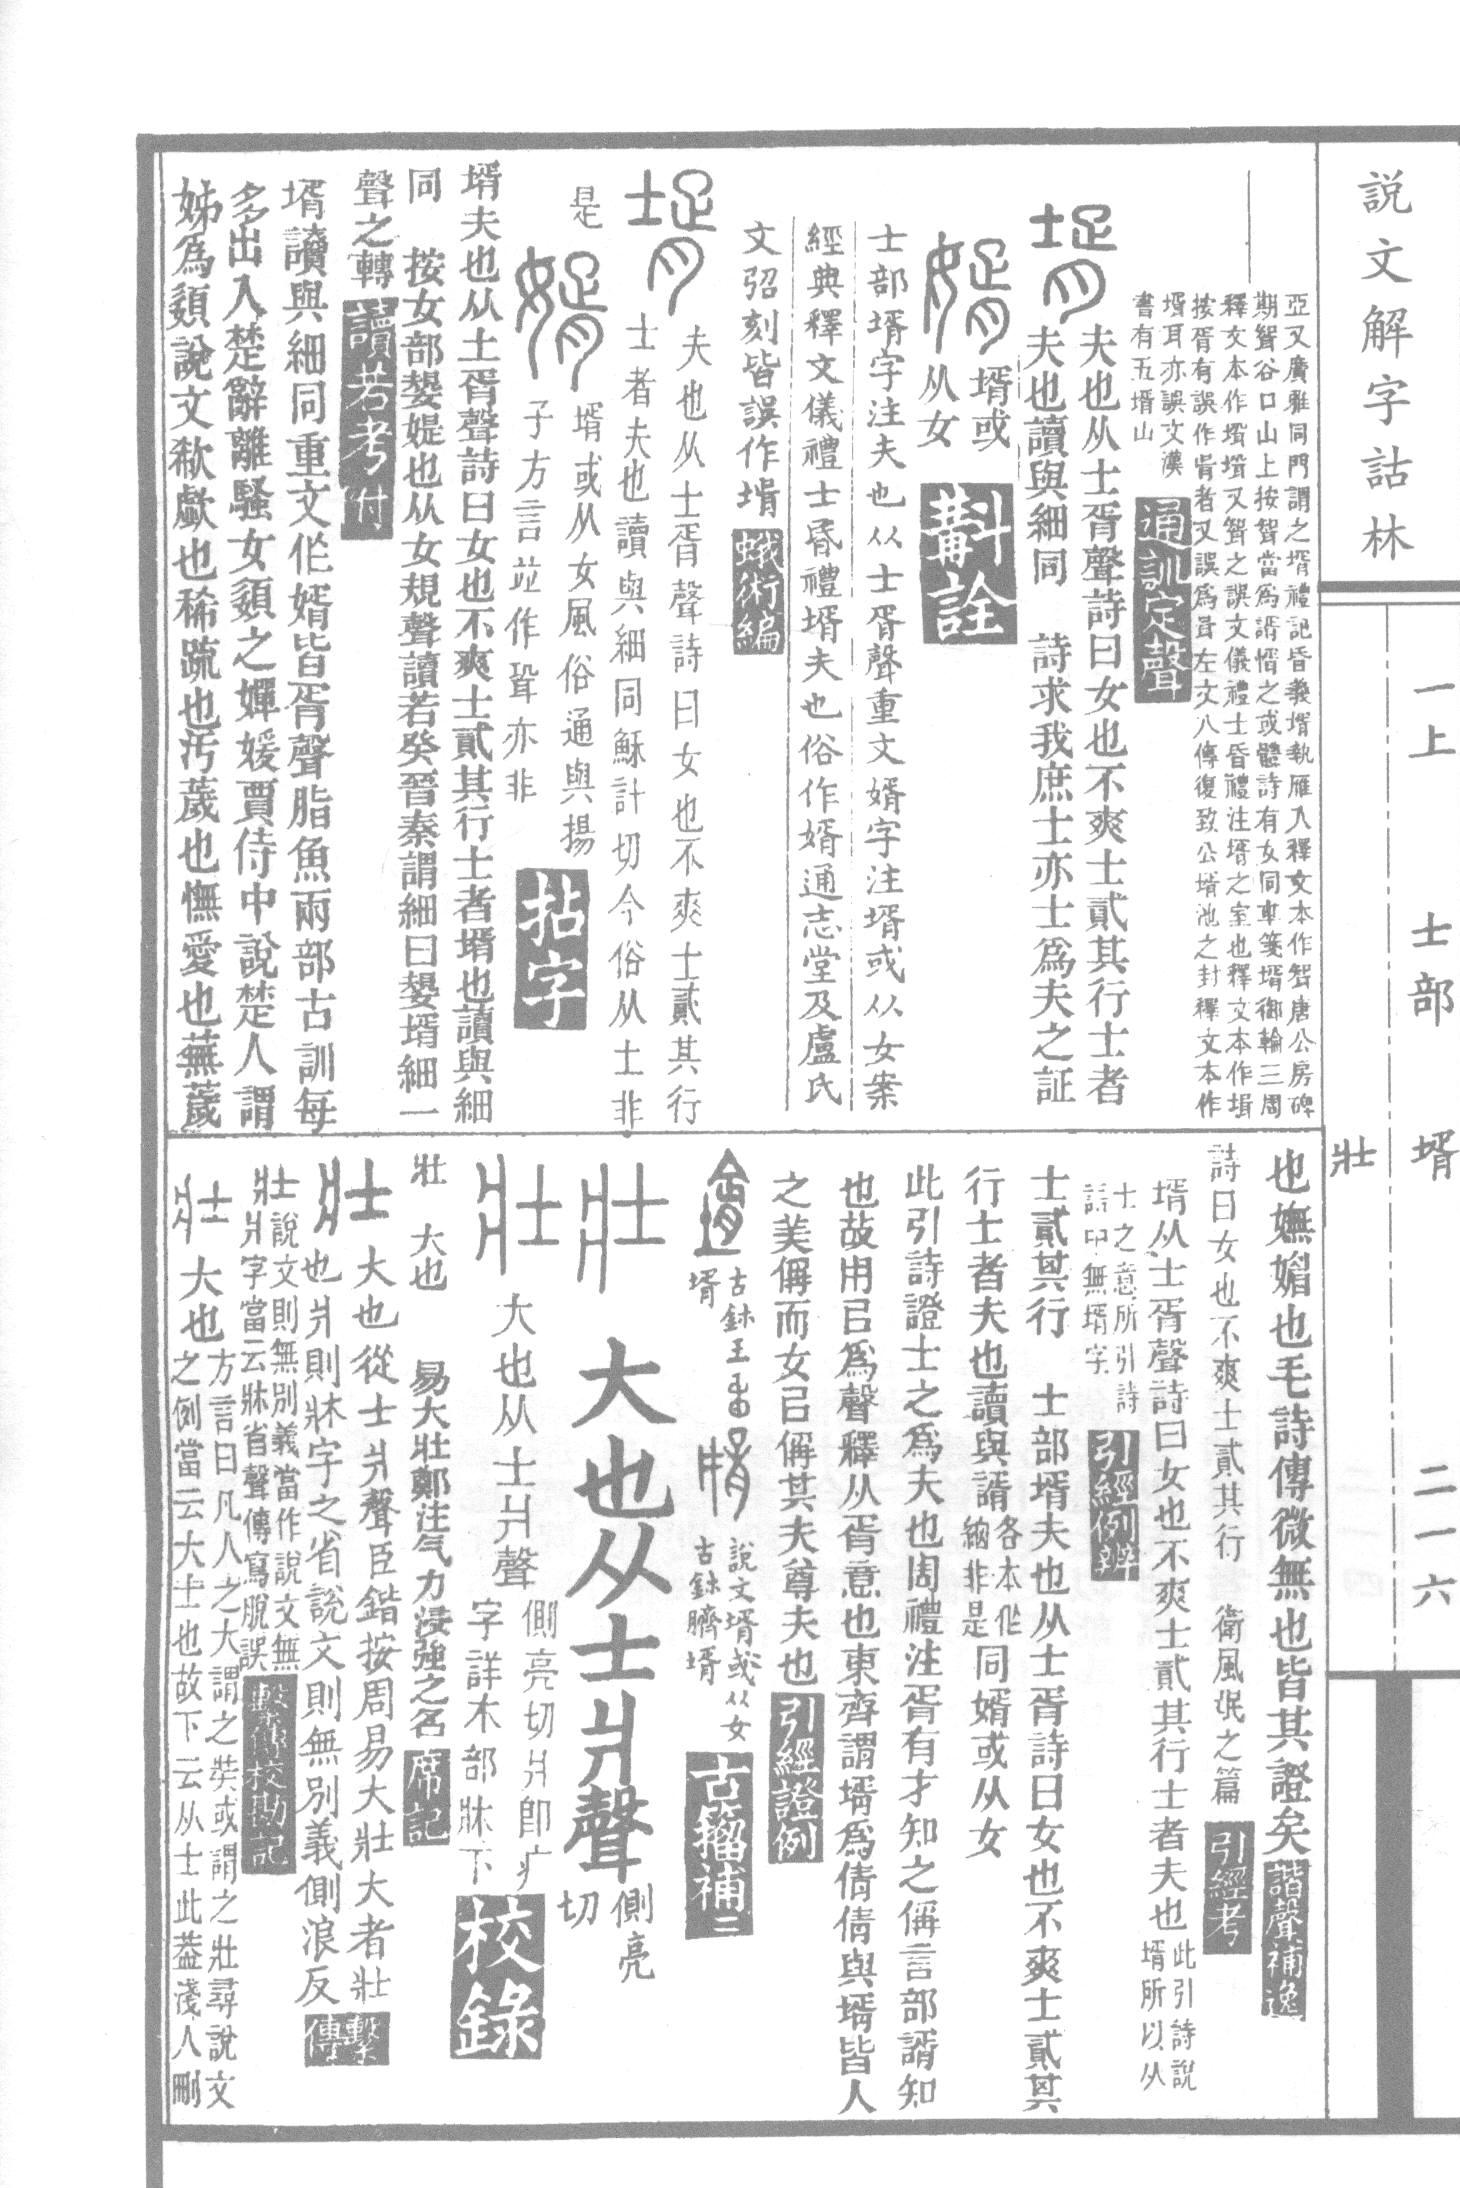 說文解字詁林
一上 士部 壻 壯 二一六
亞又廣雅同門謂之壻禮記昏義壻執雁入釋文本作聟唐公房碑
期聟谷口山上按聟當為諝惰之或體詩有女同車箋壻御輪三周
釋文本作壻又聟之誤文儀禮士昏禮注壻之室也釋文本作㙂
按胥有誤作肙者又誤為𦙃左文八傳復致公壻池之封釋文本作
壻耳亦誤文漢
書有五壻山
通訓定聲
壻 夫也从士胥聲詩曰女也不爽士貳其行士者
夫也讀與細同 詩求我庶士亦士為夫之証
婿 壻或
从女
斠詮
士部壻字注夫也从士胥聲重文婿字注壻或从女案
經典釋文儀禮士昏禮壻夫也俗作婿通志堂及盧氏
文弨刻皆誤作壻
蛾術編
壻 夫也从士胥聲詩曰女也不爽士貳其行
士者夫也讀與細同穌計切今俗从土非
是
婿 壻或从女風俗通與揚
子方言並作聓亦非
拈字
壻夫也从士胥聲詩曰女也不爽士貳其行士者壻也讀與細
同 按女部嫢媞也从女規聲讀若癸晉秦謂細曰嫢壻細一
聲之轉
讀若考付
壻讀與細同重文作婿皆胥聲脂魚兩部古訓每
多出入楚辭離騷女嬃之嬋媛賈侍中說楚人謂
姊為嬃說文欷歔也稀疏也汚薉也憮愛也蕪薉
也嫵媚也毛詩傳微無也皆其證矣
諧聲補逸
詩曰女也不爽士貳其行 衛風氓之篇
引經考
壻从士胥聲詩曰女也不爽士貳其行士者夫也 此引詩說
壻所以从
士之意所引詩
詩中無壻字
引經例辨
士貳其行 士部壻夫也从士胥詩曰女也不爽士貳其
行士者夫也讀與諝 各本作
細非是 同婿或从女
此引詩證士之為夫也周禮注胥有才知之偁言部諝知
也故用㠯為聲釋从胥意也東齊謂壻為倩倩與壻皆人
之美偁而女㠯偁其夫尊夫也
引經證例
古鉨王
壻 說文壻或从女
古鉨臍壻
古籀補二
壯 大也从士爿聲 側亮
切
壯 大也从士爿聲 側亮切爿即疒
字詳木部牀下
校錄
壯 大也 易大壯鄭注气力浸強之名
席記
壯 大也從士爿聲臣鍇按周易大壯大者壯
也爿則牀字之省說文則無別義側浪反
繫傳
壯 說文則無別義當作說文無
爿字當云牀省聲傳寫脫誤
繫傳校勘記
壯 大也 方言曰凡人之大謂之奘或謂之壯尋說文
之例當云大士也故下云从士此葢淺人刪